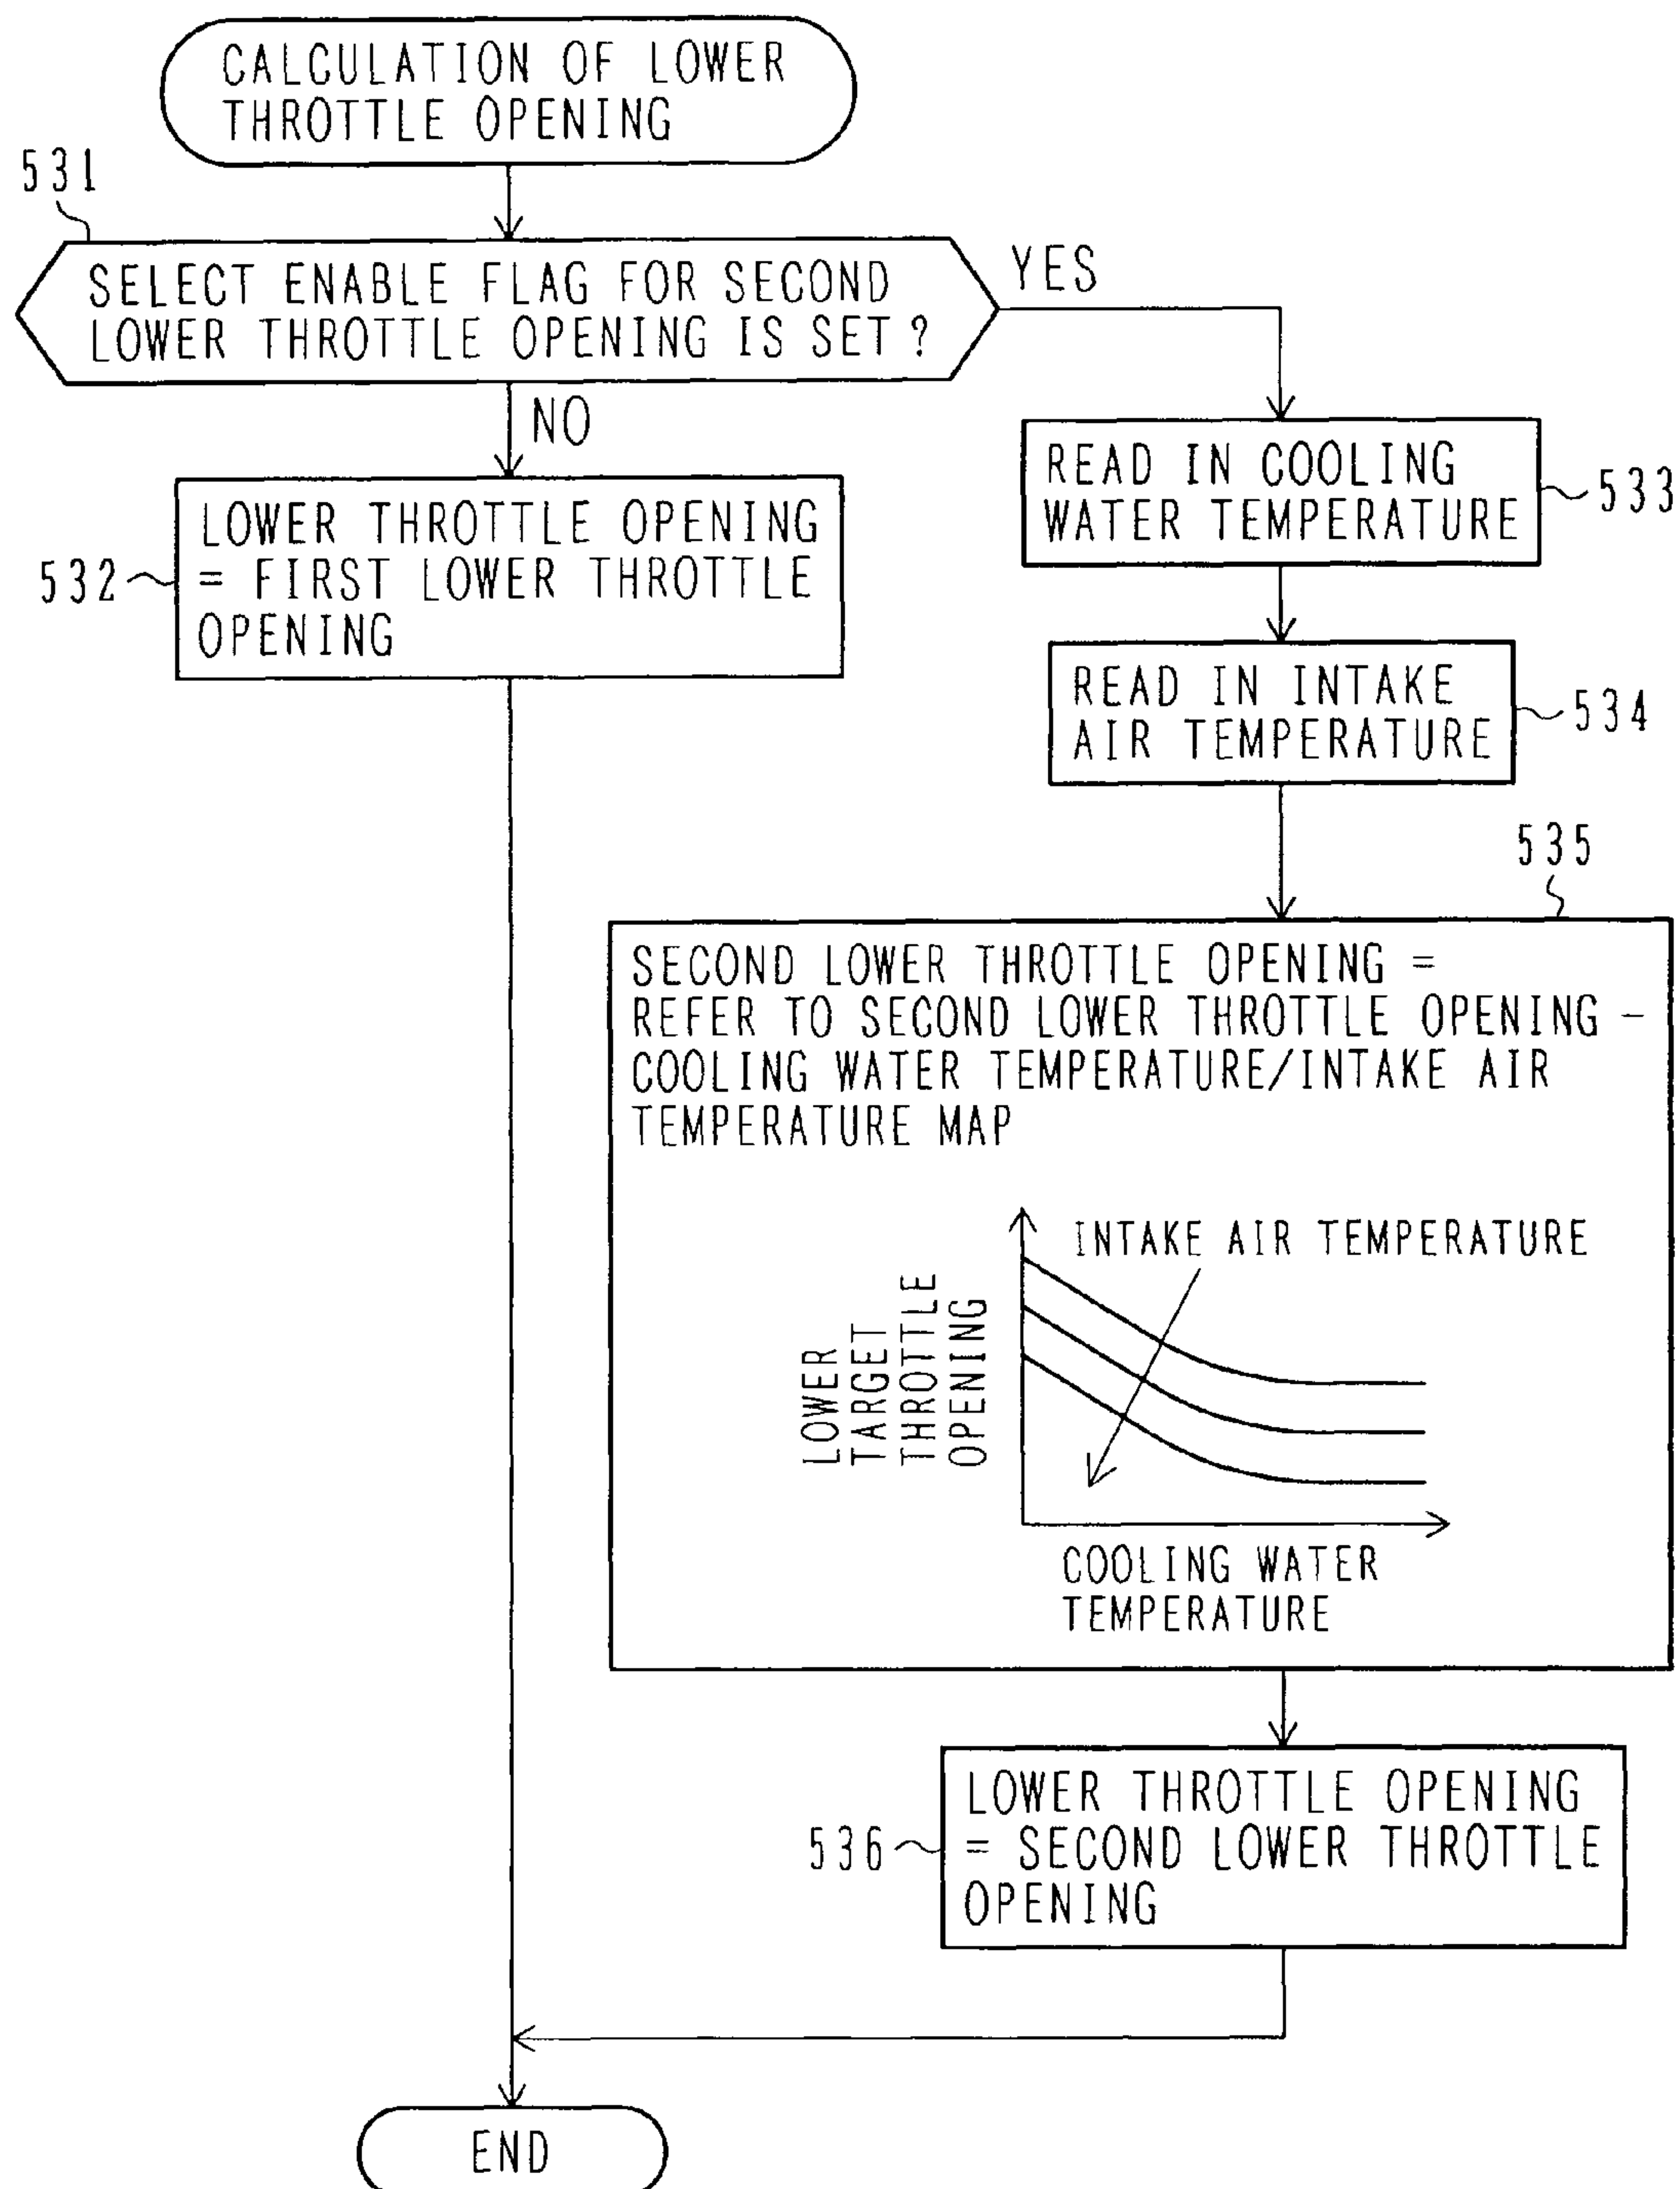 CALCULATION OF LOWER
THROTTLE OPENING
531
SELECT ENABLE FLAG FOR SECOND
LOWER THROTTLE OPENING IS SET ?
YES
NO
READ IN COOLING
WATER TEMPERATURE
533
LOWER THROTTLE OPENING
= FIRST LOWER THROTTLE
OPENING
532
READ IN INTAKE
AIR TEMPERATURE
534
535
SECOND LOWER THROTTLE OPENING =
REFER TO SECOND LOWER THROTTLE OPENING -
COOLING WATER TEMPERATURE/INTAKE AIR
TEMPERATURE MAP
INTAKE AIR TEMPERATURE
LOWER
TARGET
THROTTLE
OPENING
COOLING WATER
TEMPERATURE
LOWER THROTTLE OPENING
= SECOND LOWER THROTTLE
OPENING
536
END